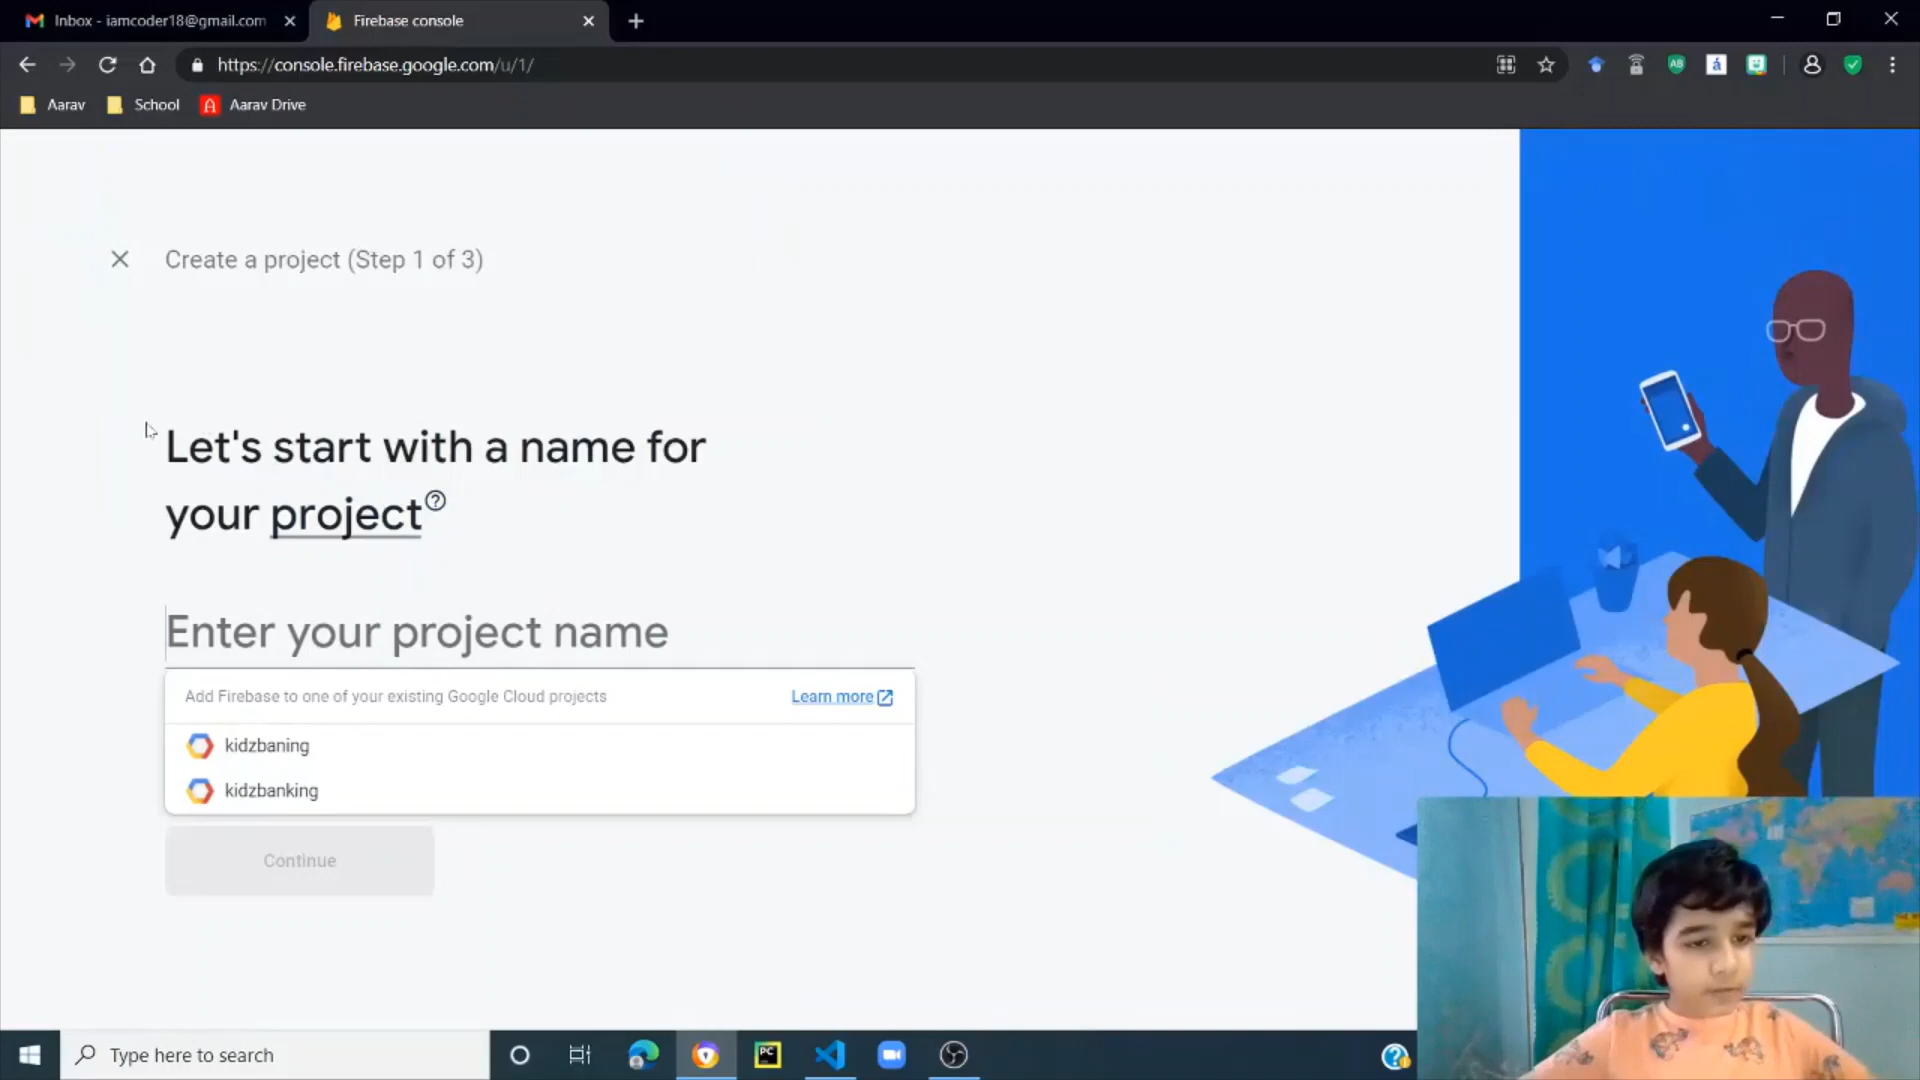 Inbox - iamcoder18@gmail.com
Firebase console
https://console.firebase.google.com/u/1/
Aarav
School
Aarav Drive
Create a project (Step 1 of 3)
Let's start with a name for
your project
Enter your project name
Add Firebase to one of your existing Google Cloud projects
Learn more
kidzbaning
kidzbanking
Continue
Type here to search